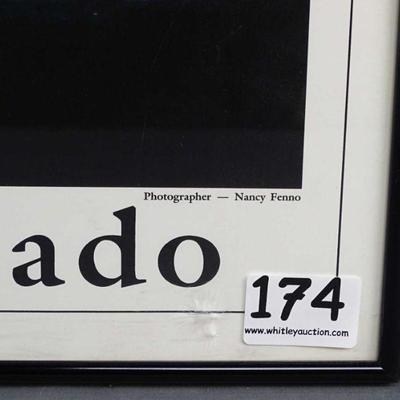 Photographer — Nancy Fenno
ado
174
www.whitleyauction.com